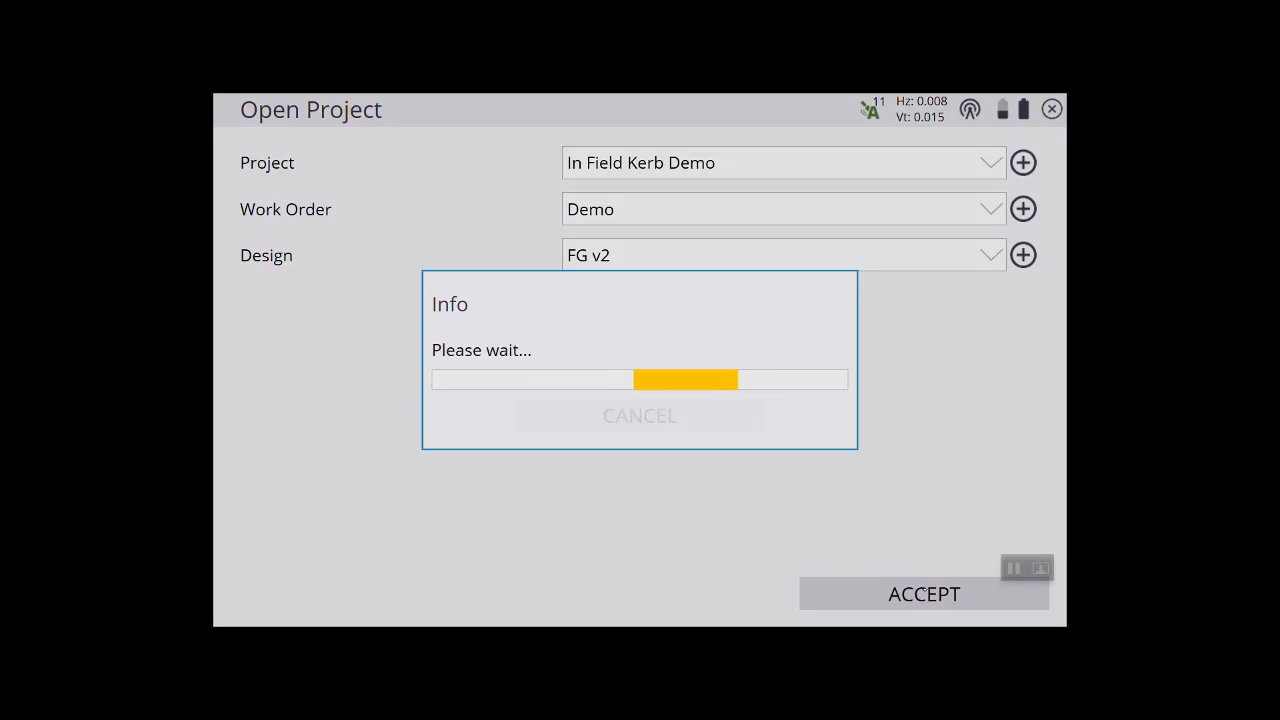 Open Project
11
Hz: 0.008
Vt: 0.015
Project
In Field Kerb Demo
Work Order
Demo
Design
FG v2
Info
Please wait...
CANCEL
ACCEPT